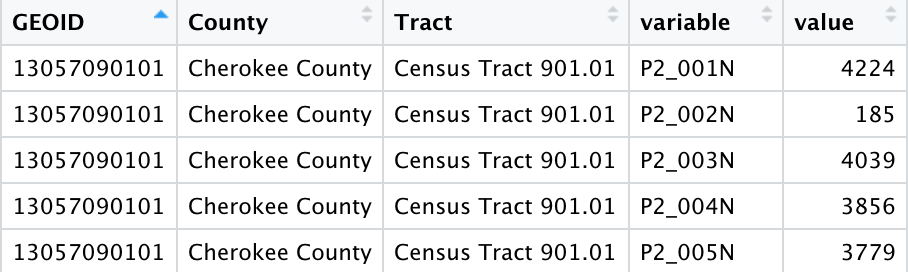 GEOID County Tract variable value
13057090101 Cherokee County Census Tract 901.01 P2_001N 4224
13057090101 Cherokee County Census Tract 901.01 P2_002N 185
13057090101 Cherokee County Census Tract 901.01 P2_003N 4039
13057090101 Cherokee County Census Tract 901.01 P2_004N 3856
13057090101 Cherokee County Census Tract 901.01 P2_005N 3779